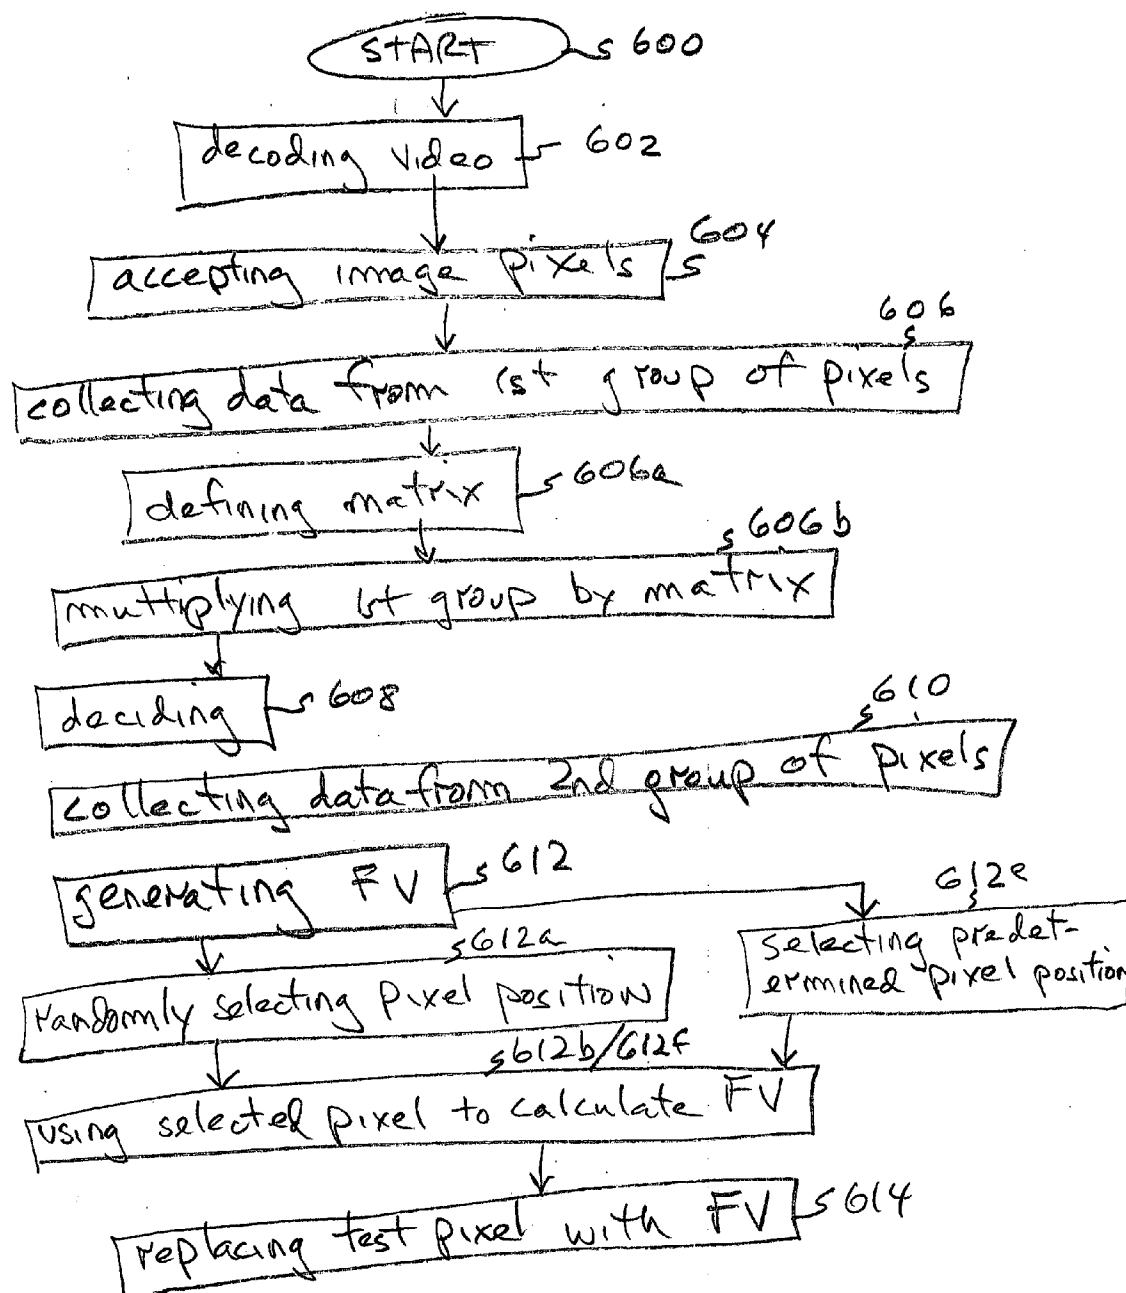 START 600
decoding video 602
accepting image pixels 604
606
collecting data from 1st group of pixels
defining matrix 606a
606b
multiplying 1st group by matrix
deciding 608
610
collecting data from 2nd group of pixels
generating FV 612
612e
selecting predet-
ermined pixel position
612a
randomly selecting pixel position
612b/612f
using selected pixel to calculate FV
replacing test pixel with FV 614